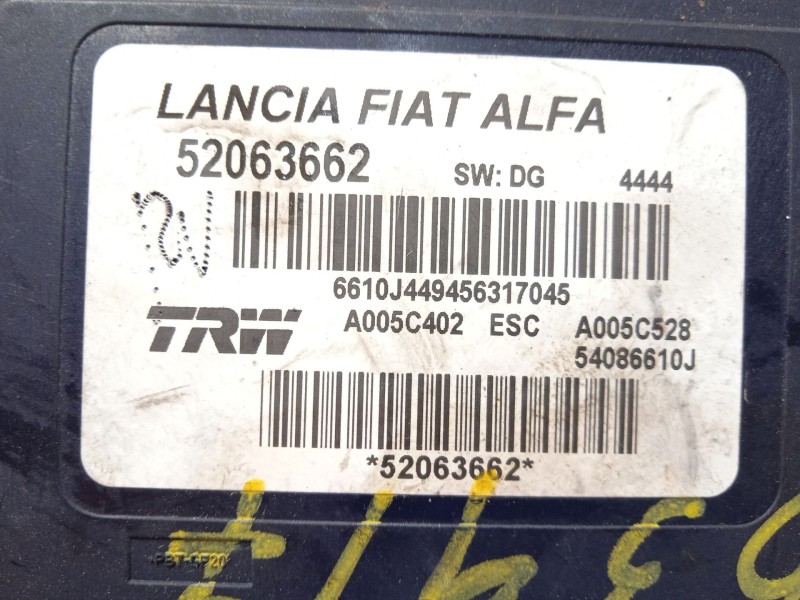 LANCIA FIAT ALFA
52063662 SW: DG 4444
6610J449456317045
TRW A005C402 ESC A005C528
54086610J
*52063662*